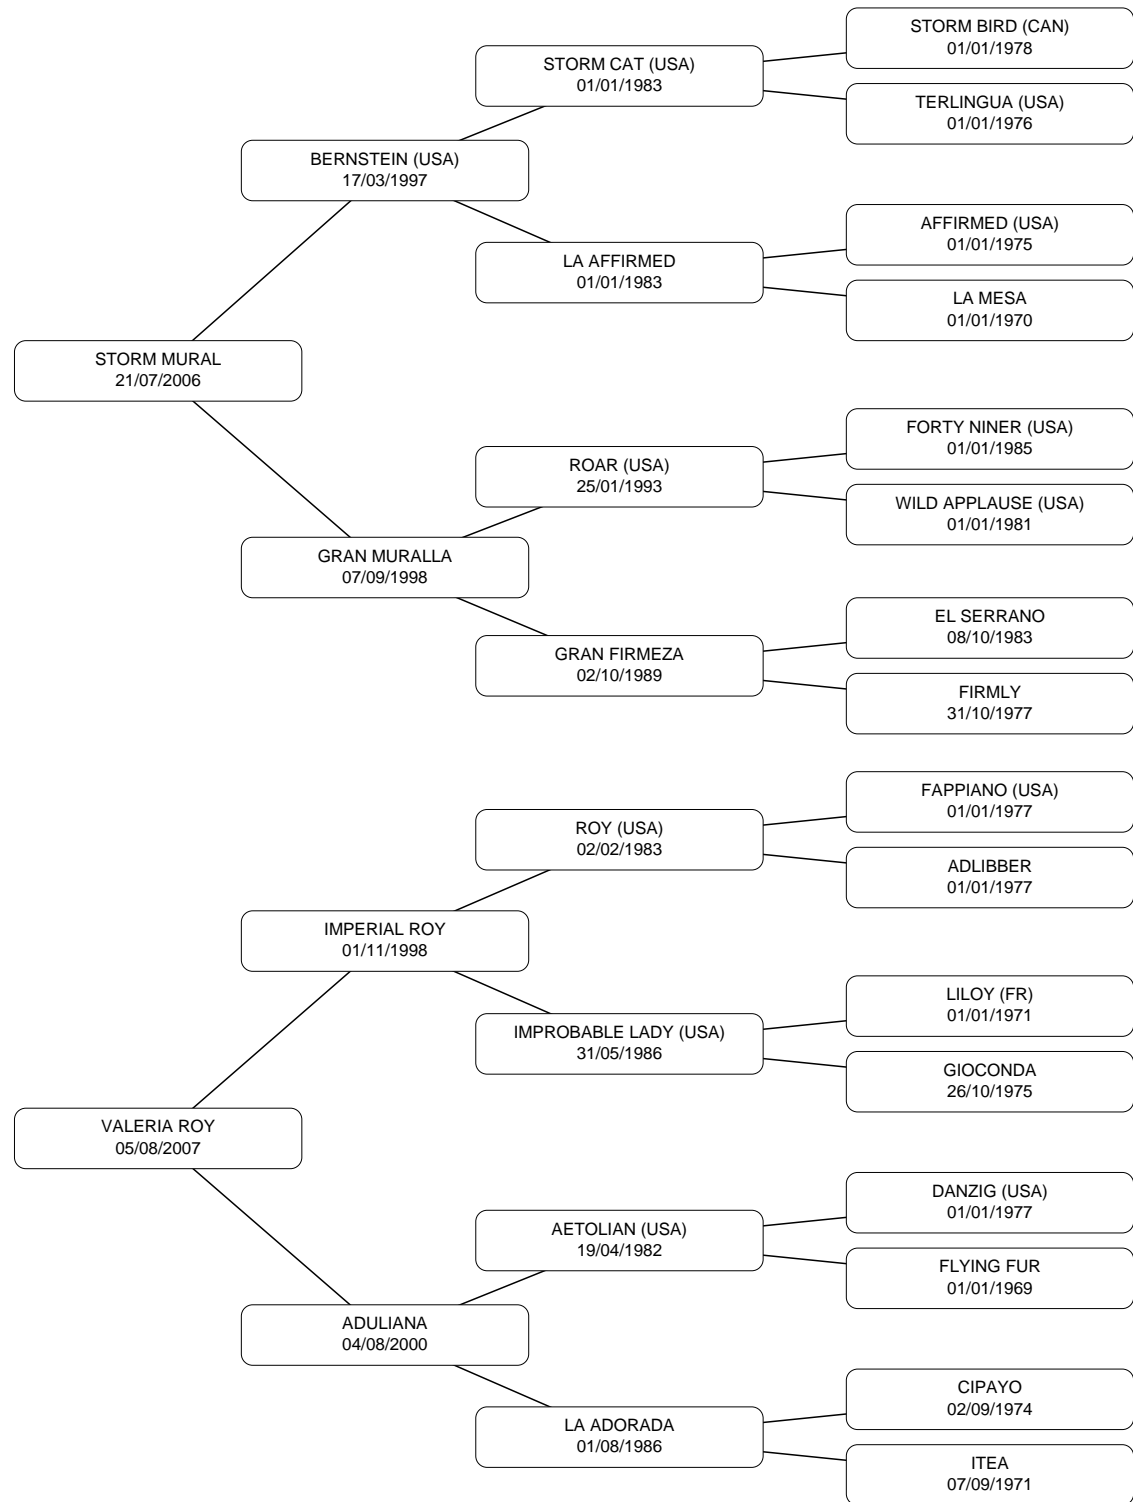 STORM BIRD (CAN)
01/01/1978
STORM CAT (USA)
01/01/1983
TERLINGUA (USA)
01/01/1976
BERNSTEIN (USA)
17/03/1997
AFFIRMED (USA)
01/01/1975
LA AFFIRMED
01/01/1983
LA MESA
01/01/1970
STORM MURAL
21/07/2006
FORTY NINER (USA)
01/01/1985
ROAR (USA)
25/01/1993
WILD APPLAUSE (USA)
01/01/1981
GRAN MURALLA
07/09/1998
EL SERRANO
08/10/1983
GRAN FIRMEZA
02/10/1989
FIRMLY
31/10/1977
FAPPIANO (USA)
01/01/1977
ROY (USA)
02/02/1983
ADLIBBER
01/01/1977
IMPERIAL ROY
01/11/1998
LILOY (FR)
01/01/1971
IMPROBABLE LADY (USA)
31/05/1986
GIOCONDA
26/10/1975
VALERIA ROY
05/08/2007
DANZIG (USA)
01/01/1977
AETOLIAN (USA)
19/04/1982
FLYING FUR
01/01/1969
ADULIANA
04/08/2000
CIPAYO
02/09/1974
LA ADORADA
01/08/1986
ITEA
07/09/1971